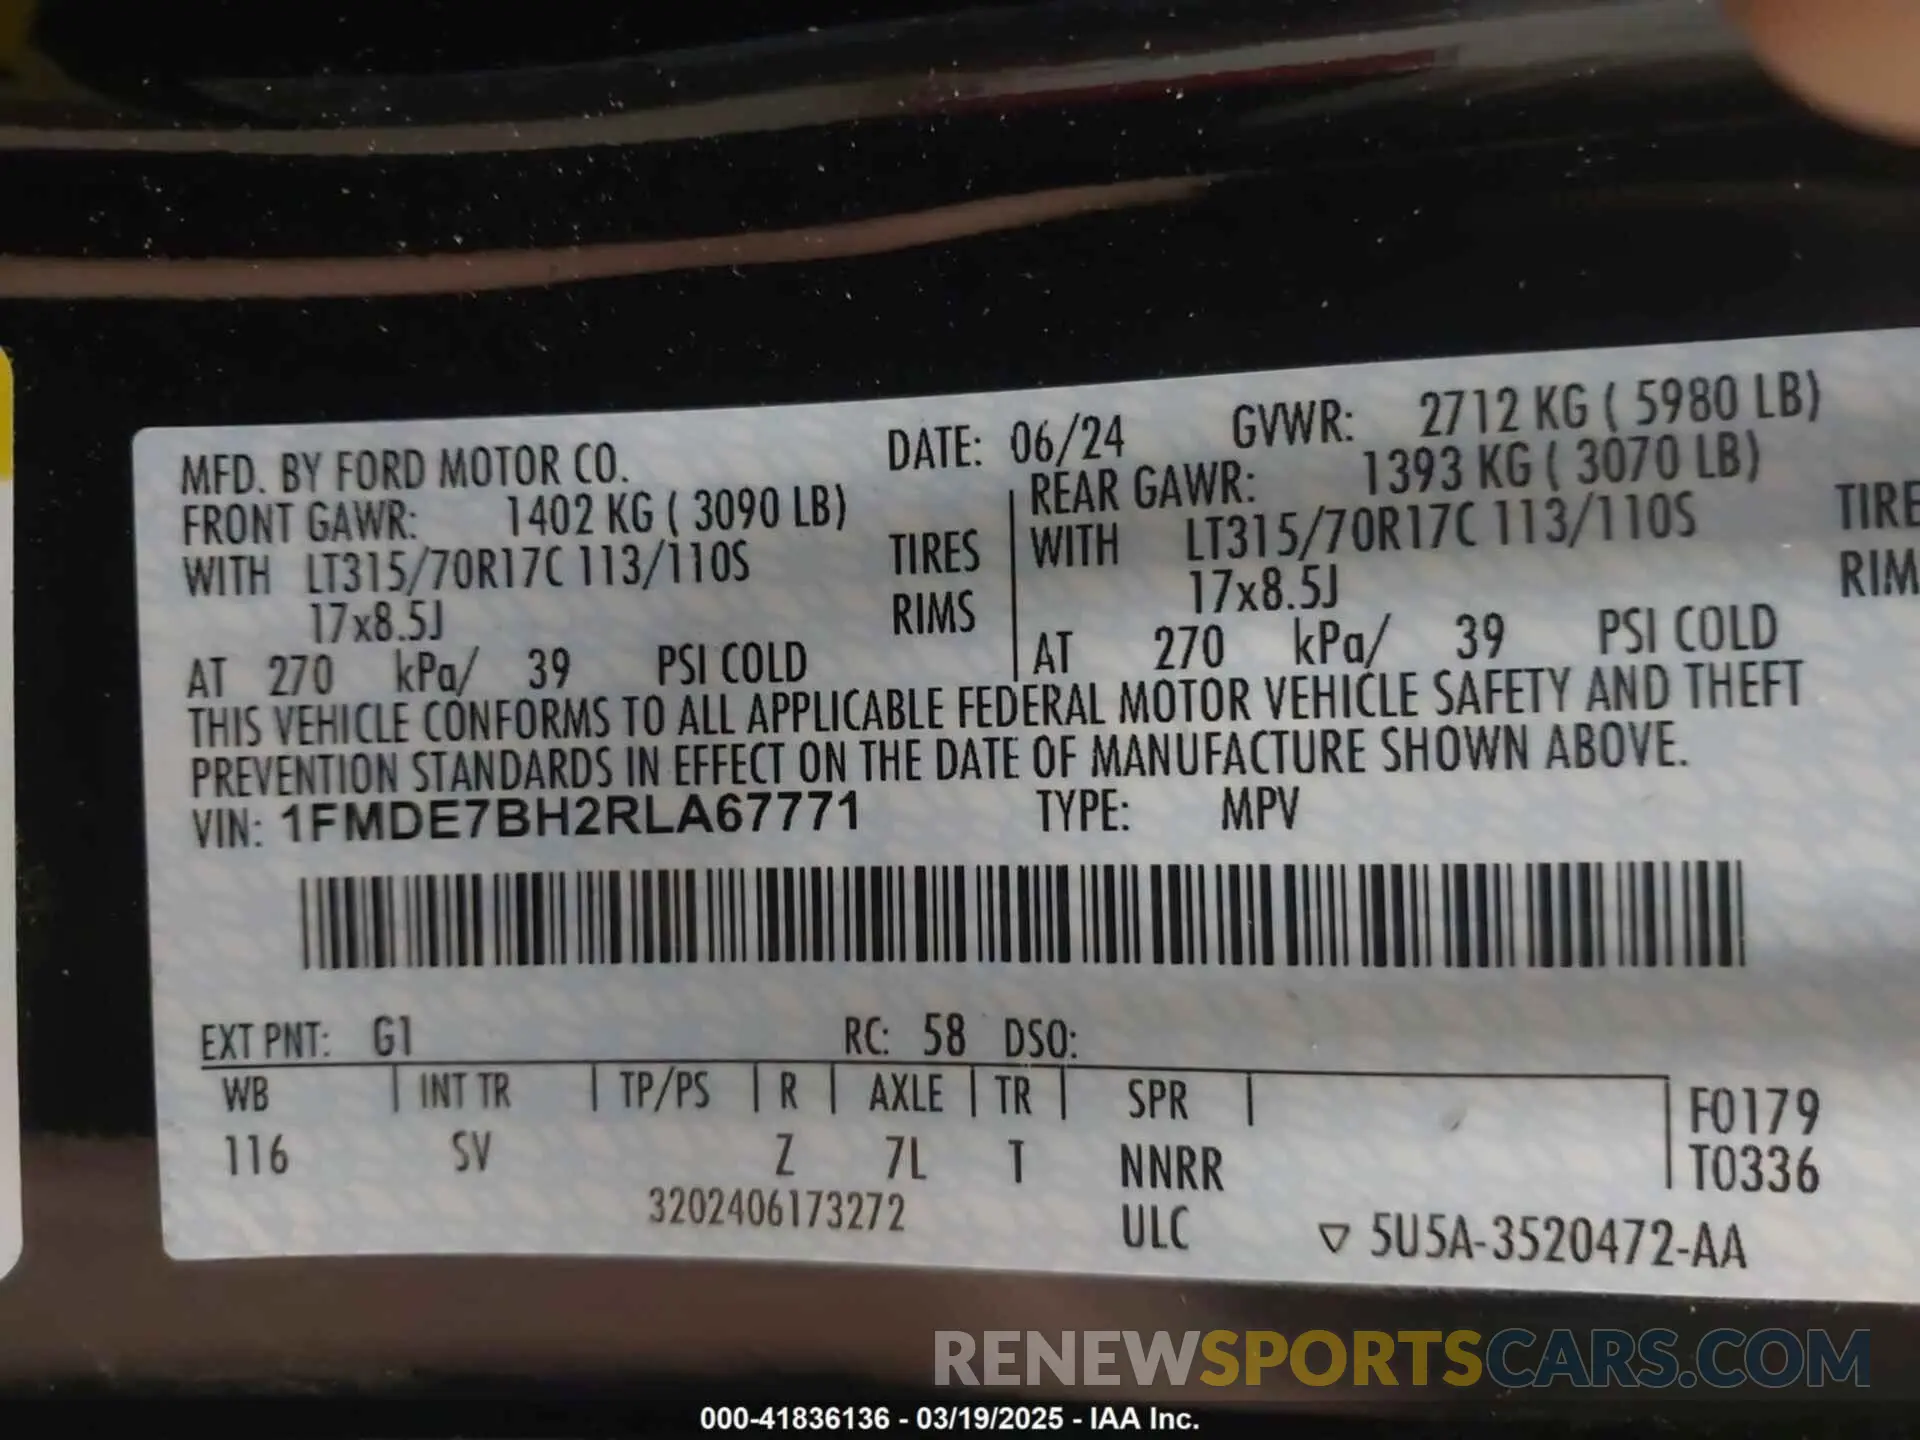 MFD. BY FORD MOTOR CO. DATE: 06/24 GVWR: 2712 KG ( 5980 LB)
FRONT GAWR: 1402 KG ( 3090 LB) REAR GAWR: 1393 KG ( 3070 LB)
WITH LT315/70R17C 113/110S TIRES WITH LT315/70R17C 113/110S TIRE
17x8.5J RIMS 17x8.5J RIM
AT 270 kPa/ 39 PSI COLD AT 270 kPa/ 39 PSI COLD
THIS VEHICLE CONFORMS TO ALL APPLICABLE FEDERAL MOTOR VEHICLE SAFETY AND THEFT
PREVENTION STANDARDS IN EFFECT ON THE DATE OF MANUFACTURE SHOWN ABOVE.
VIN: 1FMDE7BH2RLA67771 TYPE: MPV
EXT PNT: G1 RC: 58 DSO:
WB | INT TR | TP/PS | R | AXLE | TR | SPR | F0179
116 SV Z 7L T NNRR T0336
3202406173272 ULC ▽ 5U5A-3520472-AA
RENEWSPORTSCARS.COM
000-41836136 - 03/19/2025 - IAA Inc.